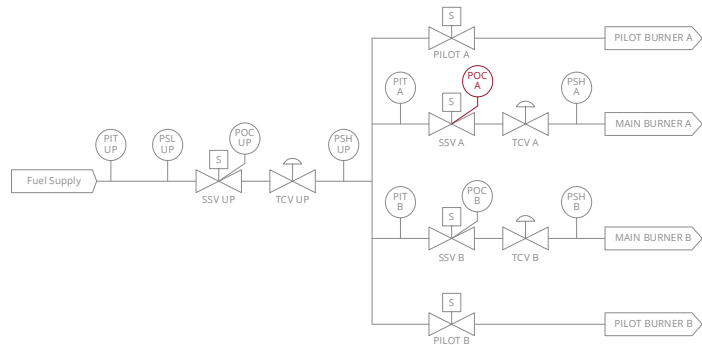 S
PILOT A
PILOT BURNER A
PIT
A
S
POC
A
SSV A
TCV A
PSH
A
MAIN BURNER A
Fuel Supply
PIT
UP
PSL
UP
S
POC
UP
SSV UP
TCV UP
PSH
UP
PIT
B
S
POC
B
SSV B
TCV B
PSH
B
MAIN BURNER B
S
PILOT B
PILOT BURNER B